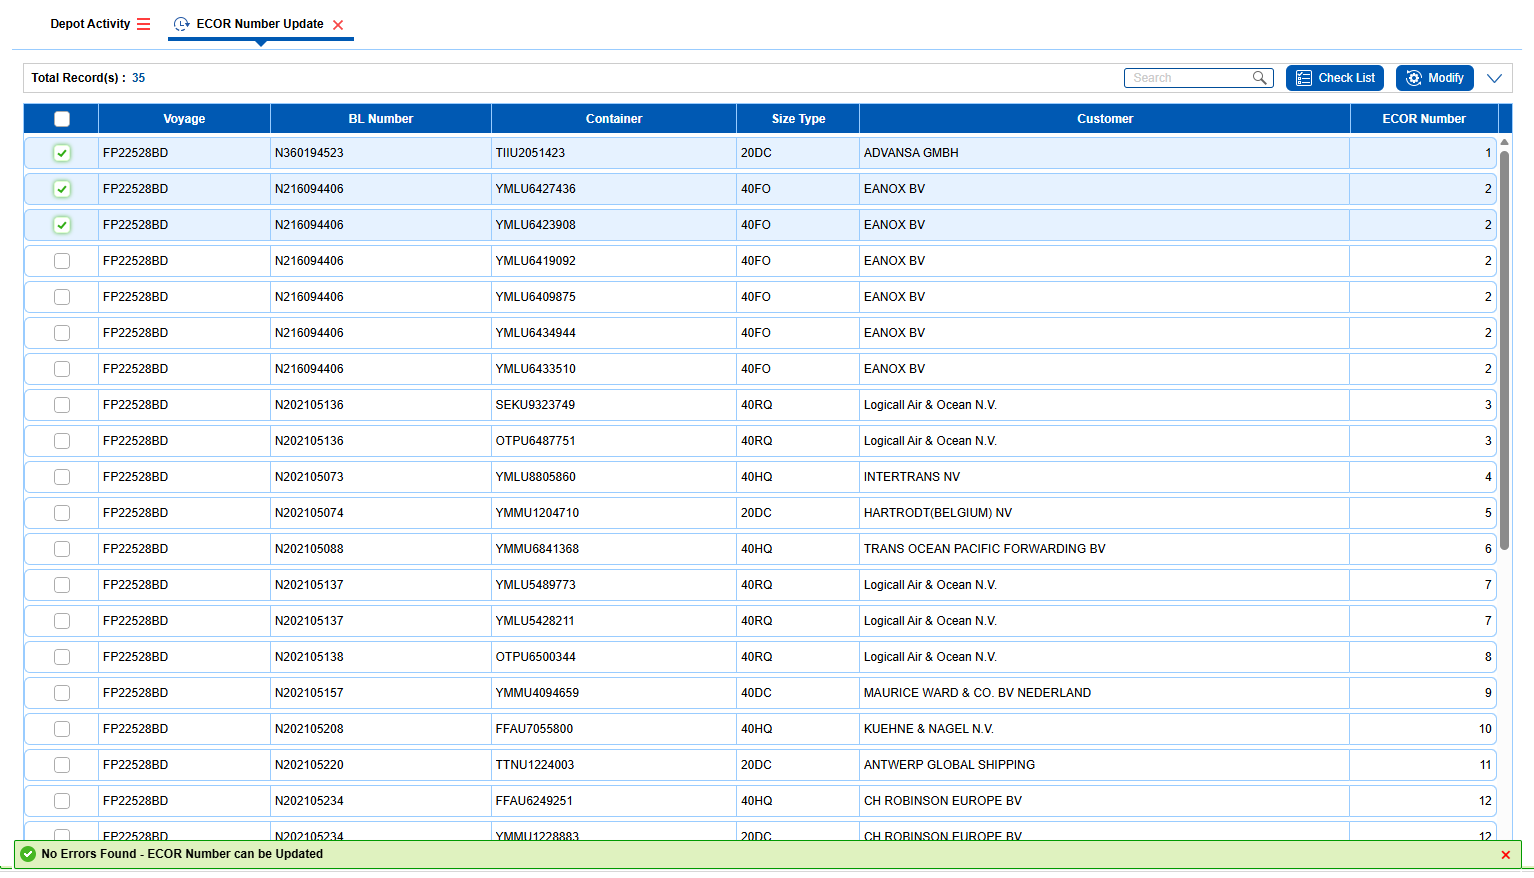 Depot Activity ECOR Number Update
Total Record(s) : 35 Search Check List Modify
Voyage BL Number Container Size Type Customer ECOR Number
FP22528BD N360194523 TIIU2051423 20DC ADVANSA GMBH 1
FP22528BD N216094406 YMLU6427436 40FO EANOX BV 2
FP22528BD N216094406 YMLU6423908 40FO EANOX BV 2
FP22528BD N216094406 YMLU6419092 40FO EANOX BV 2
FP22528BD N216094406 YMLU6409875 40FO EANOX BV 2
FP22528BD N216094406 YMLU6434944 40FO EANOX BV 2
FP22528BD N216094406 YMLU6433510 40FO EANOX BV 2
FP22528BD N202105136 SEKU9323749 40RQ Logicall Air & Ocean N.V. 3
FP22528BD N202105136 OTPU6487751 40RQ Logicall Air & Ocean N.V. 3
FP22528BD N202105073 YMLU8805860 40HQ INTERTRANS NV 4
FP22528BD N202105074 YMMU1204710 20DC HARTRODT(BELGIUM) NV 5
FP22528BD N202105088 YMMU6841368 40HQ TRANS OCEAN PACIFIC FORWARDING BV 6
FP22528BD N202105137 YMLU5489773 40RQ Logicall Air & Ocean N.V. 7
FP22528BD N202105137 YMLU5428211 40RQ Logicall Air & Ocean N.V. 7
FP22528BD N202105138 OTPU6500344 40RQ Logicall Air & Ocean N.V. 8
FP22528BD N202105157 YMMU4094659 40DC MAURICE WARD & CO. BV NEDERLAND 9
FP22528BD N202105208 FFAU7055800 40HQ KUEHNE & NAGEL N.V. 10
FP22528BD N202105220 TTNU1224003 20DC ANTWERP GLOBAL SHIPPING 11
FP22528BD N202105234 FFAU6249251 40HQ CH ROBINSON EUROPE BV 12
FP22528BD N202105234 YMMU1228883 20DC CH ROBINSON EUROPE BV 12
No Errors Found - ECOR Number can be Updated